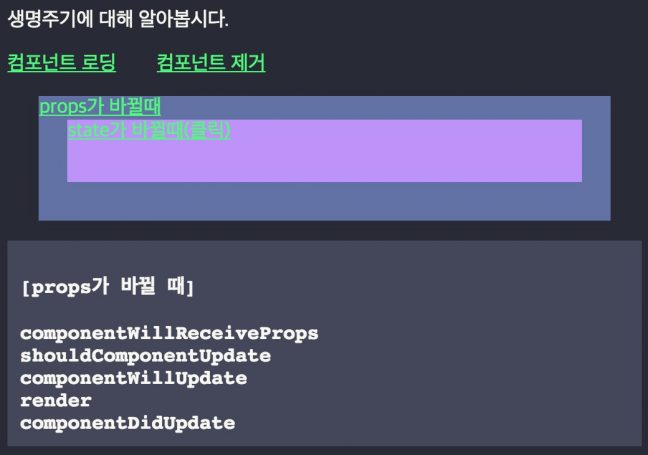 생명주기에 대해 알아봅시다.
컴포넌트 로딩 컴포넌트 제거
props가 바뀔때
state가 바뀔때(클릭)
[props가 바뀔 때]
componentWillReceiveProps
shouldComponentUpdate
componentWillUpdate
render
componentDidUpdate